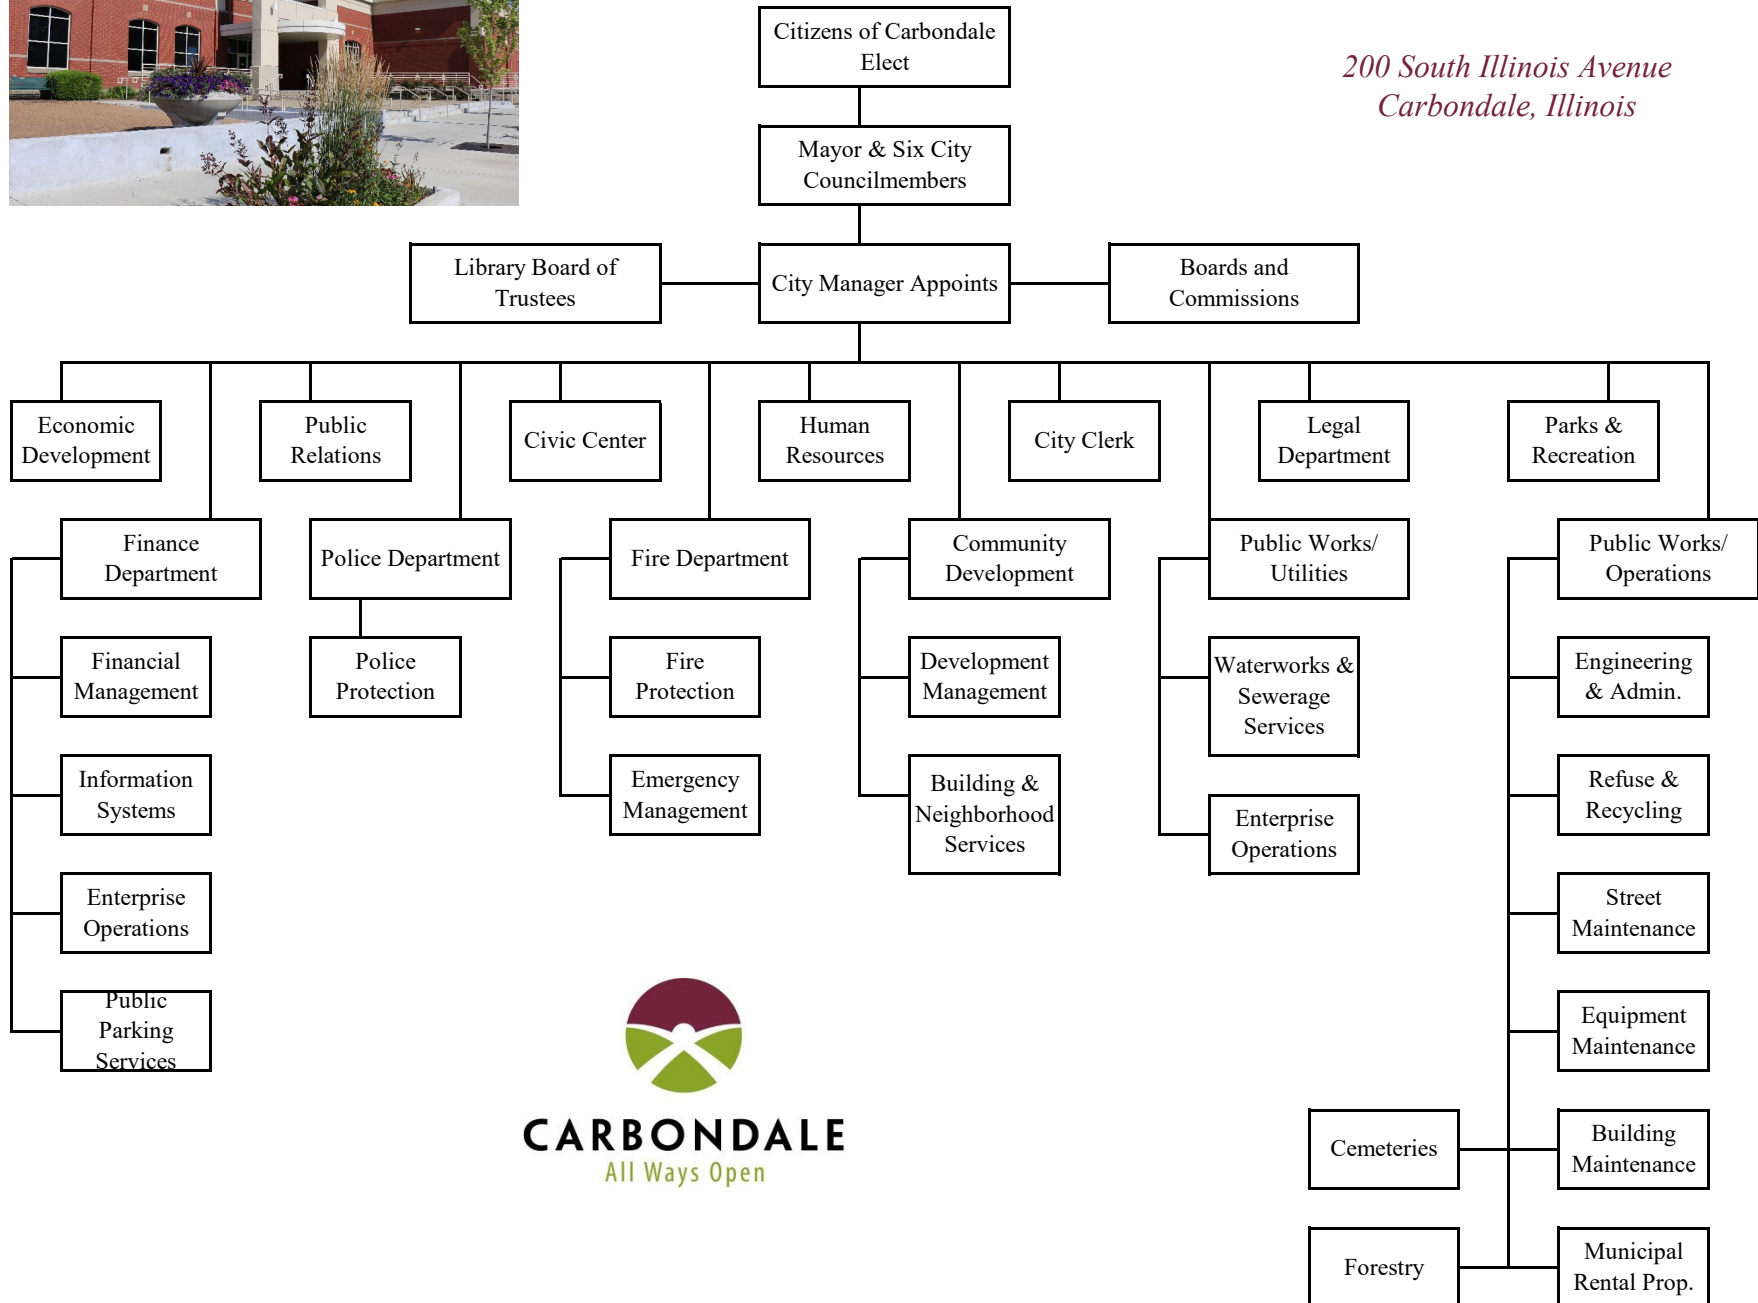 Citizens of Carbondale
Elect
200 South Illinois Avenue
Carbondale, Illinois
Mayor & Six City
Councilmembers
Library Board of
Trustees
City Manager Appoints
Boards and
Commissions
Economic
Development
Public
Relations
Civic Center
Human
Resources
City Clerk
Legal
Department
Parks &
Recreation
Finance
Department
Police Department
Fire Department
Community
Development
Public Works/
Utilities
Public Works/
Operations
Financial
Management
Police
Protection
Fire
Protection
Development
Management
Waterworks &
Sewerage
Services
Engineering
& Admin.
Information
Systems
Emergency
Management
Building &
Neighborhood
Services
Enterprise
Operations
Refuse &
Recycling
Enterprise
Operations
Street
Maintenance
Public
Parking
Services
Equipment
Maintenance
CARBONDALE
All Ways Open
Cemeteries
Building
Maintenance
Forestry
Municipal
Rental Prop.